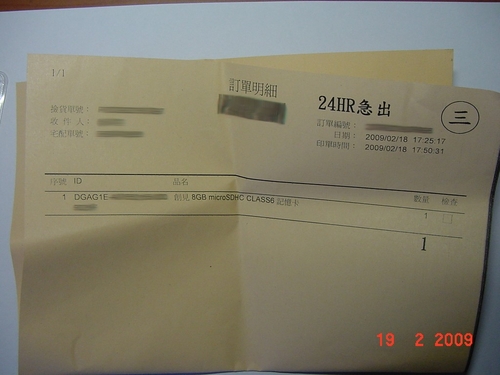 1/1
訂單明細
24HR急出
三
揀貨單號：
收件人：
宅配單號：
訂單編號：
日期： 2009/02/18 17:25:17
印單時間： 2009/02/18 17:50:31
序號 ID 品名 數量 檢查
1 DGAG1E- 創見 8GB microSDHC CLASS6 記憶卡 1
1
19 2 2009